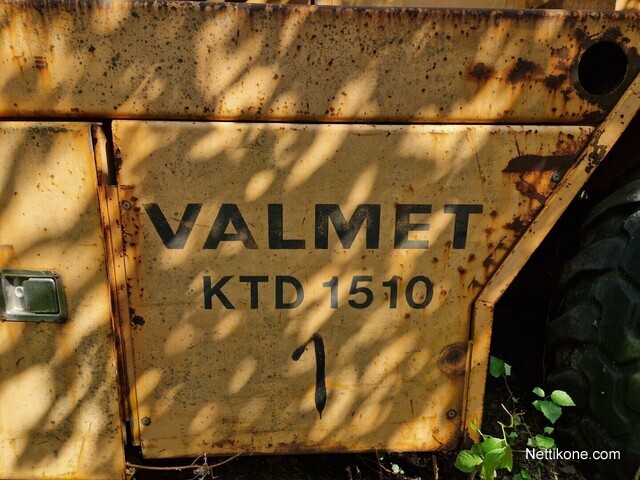 VALMET
KTD 1510
1
Nettikone.com